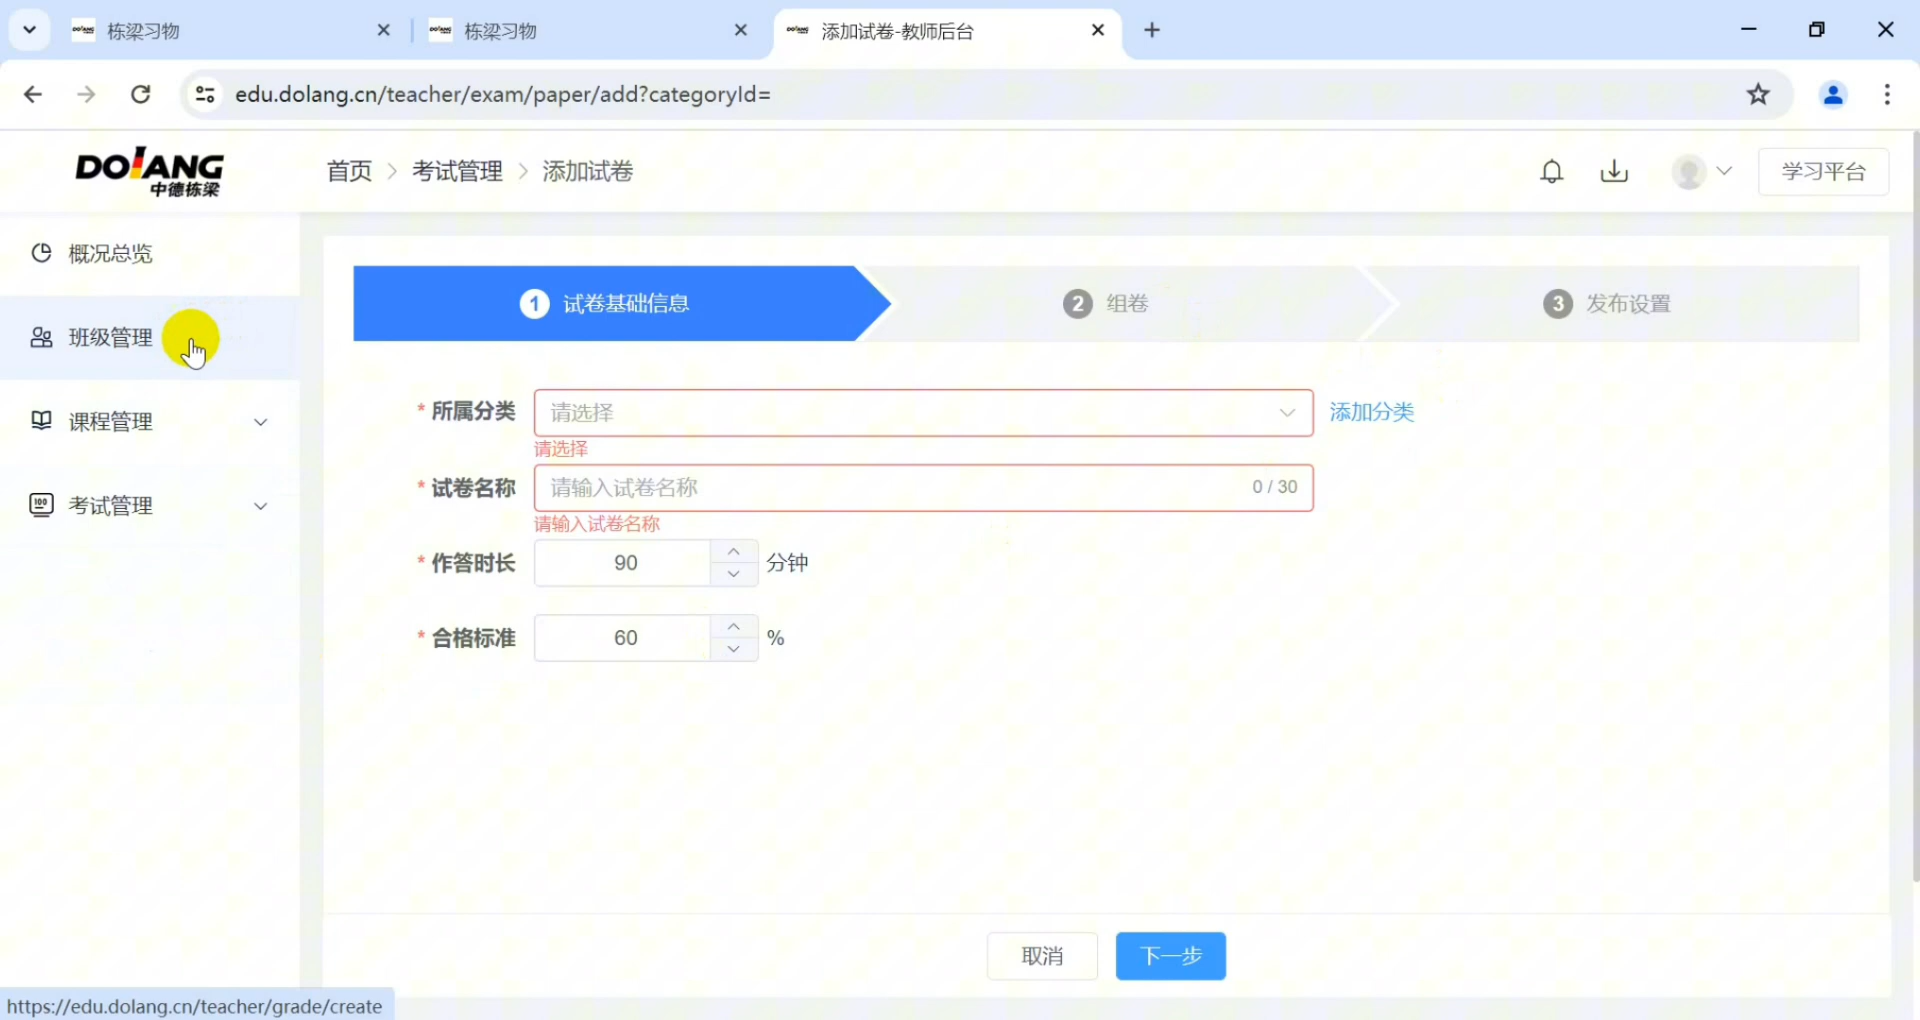 栋梁习物
栋梁习物
添加试卷-教师后台
edu.dolang.cn/teacher/exam/paper/add?categoryId=
DOLANG
中德栋梁
首页 > 考试管理 > 添加试卷
学习平台
概况总览
班级管理
课程管理
考试管理
1 试卷基础信息
2 组卷
3 发布设置
* 所属分类 请选择 添加分类
请选择
* 试卷名称 请输入试卷名称 0 / 30
请输入试卷名称
* 作答时长 90 分钟
* 合格标准 60 %
取消
下一步
https://edu.dolang.cn/teacher/grade/create